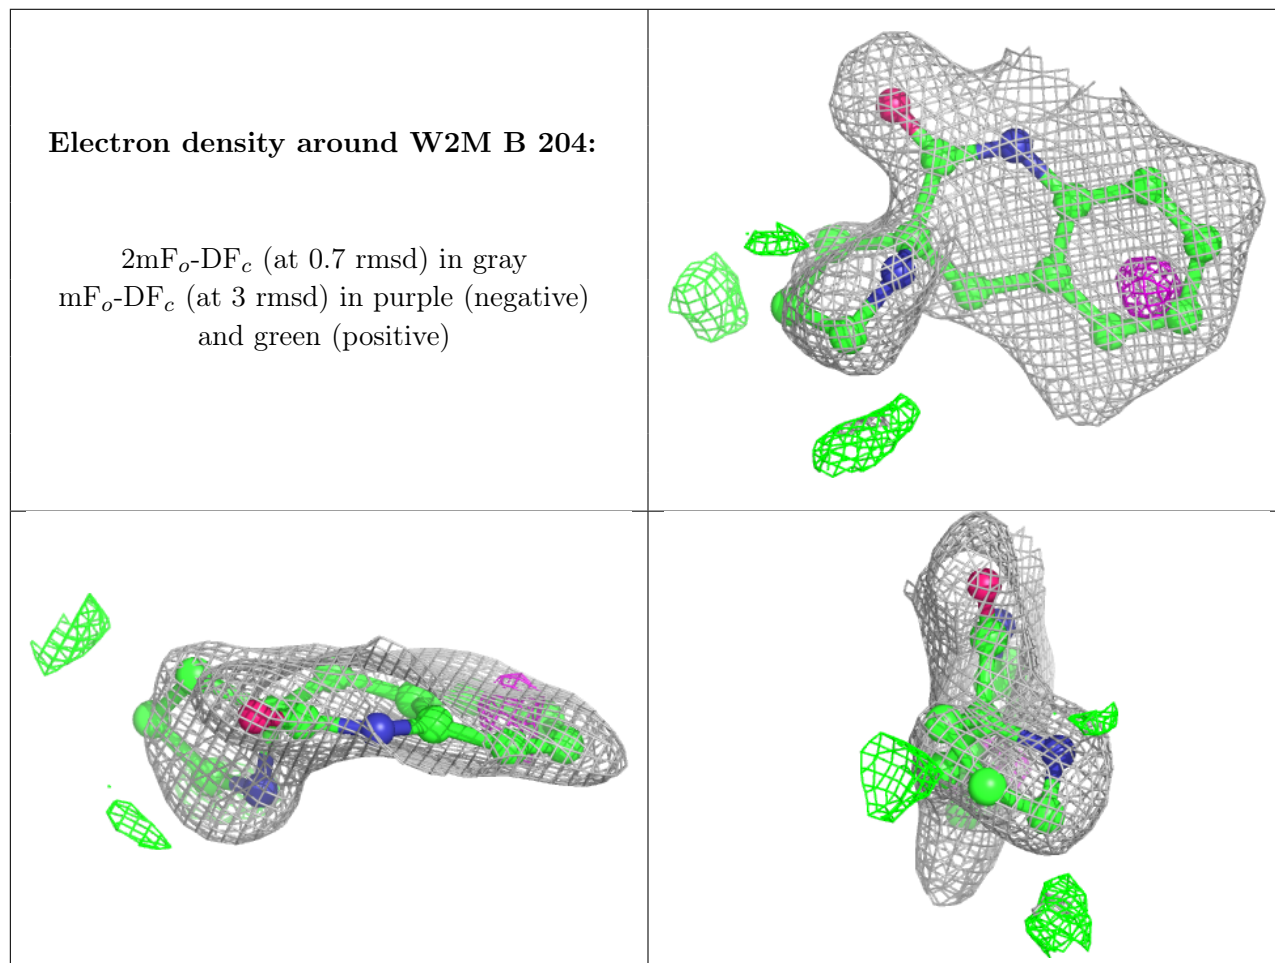 Electron density around W2M B 204:
2mFₒ-DF𝒸 (at 0.7 rmsd) in gray
mFₒ-DF𝒸 (at 3 rmsd) in purple (negative)
and green (positive)